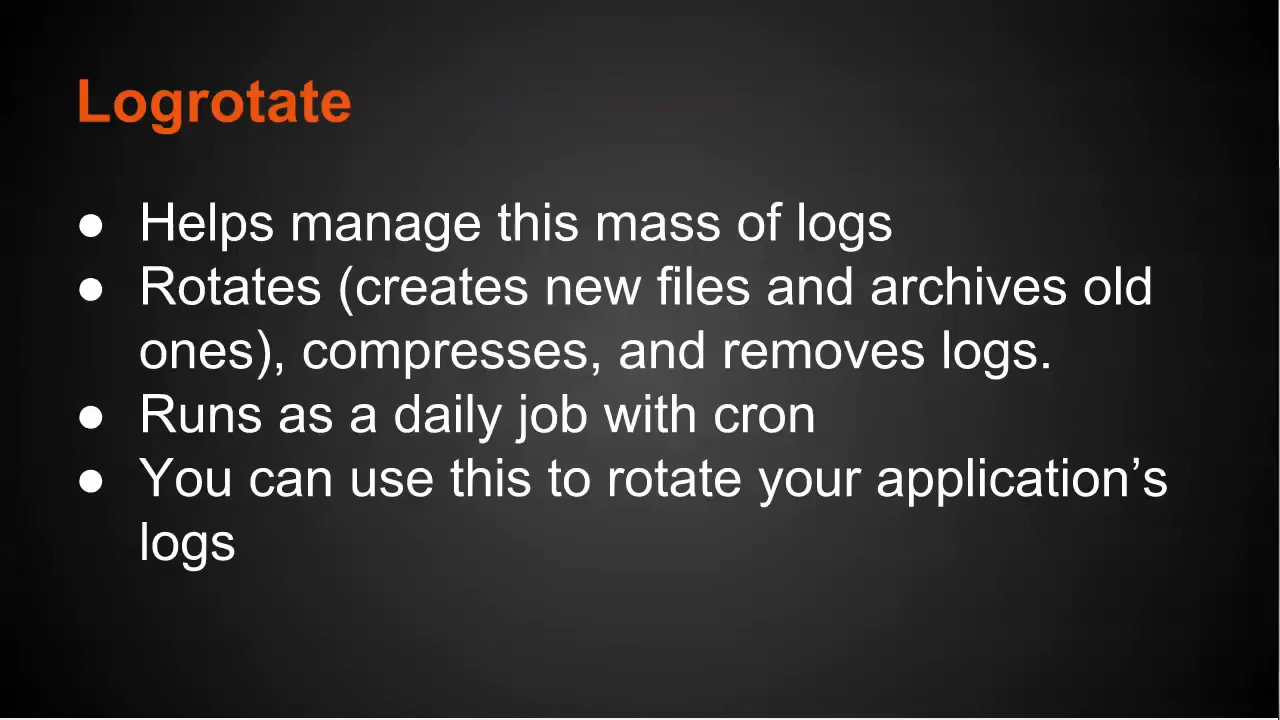 Logrotate
● Helps manage this mass of logs
● Rotates (creates new files and archives old
ones), compresses, and removes logs.
● Runs as a daily job with cron
● You can use this to rotate your application’s
logs